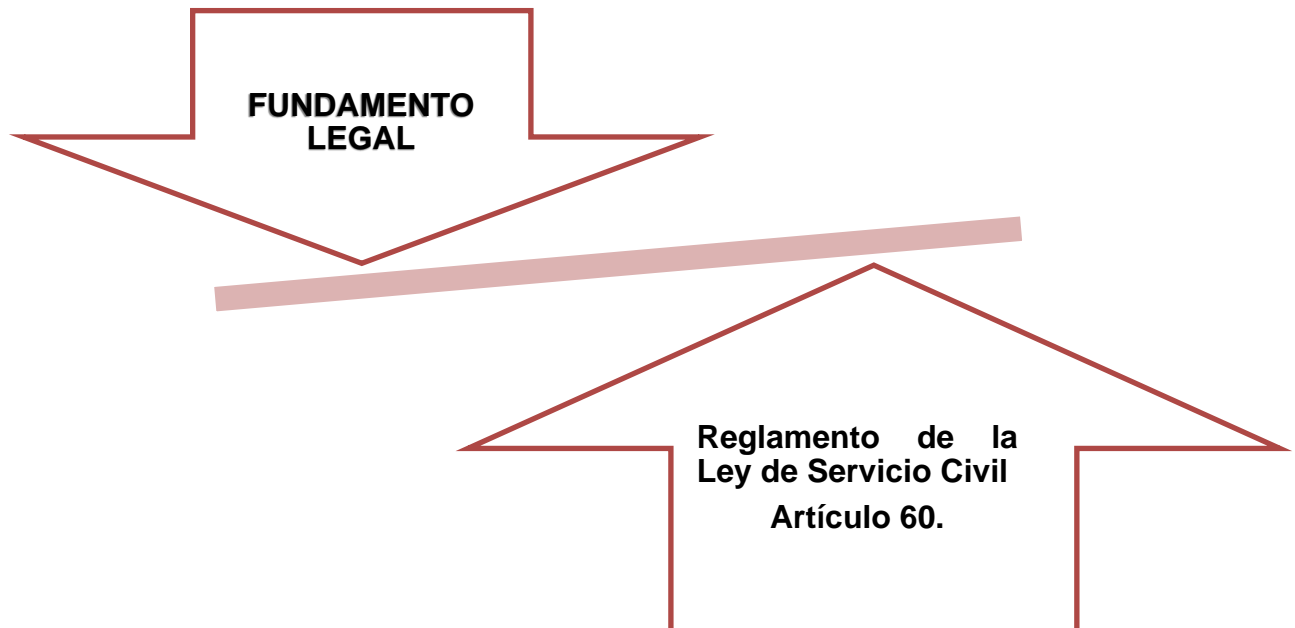 FUNDAMENTO
LEGAL
Reglamento de la
Ley de Servicio Civil
Artículo 60.